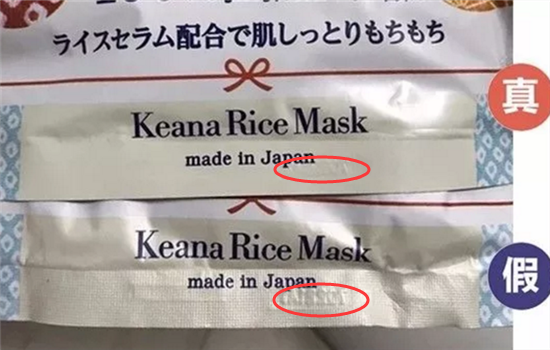 ライスセラム配合で肌しっとりもちもち
真
Keana Rice Mask
made in Japan
Keana Rice Mask
made in Japan
假